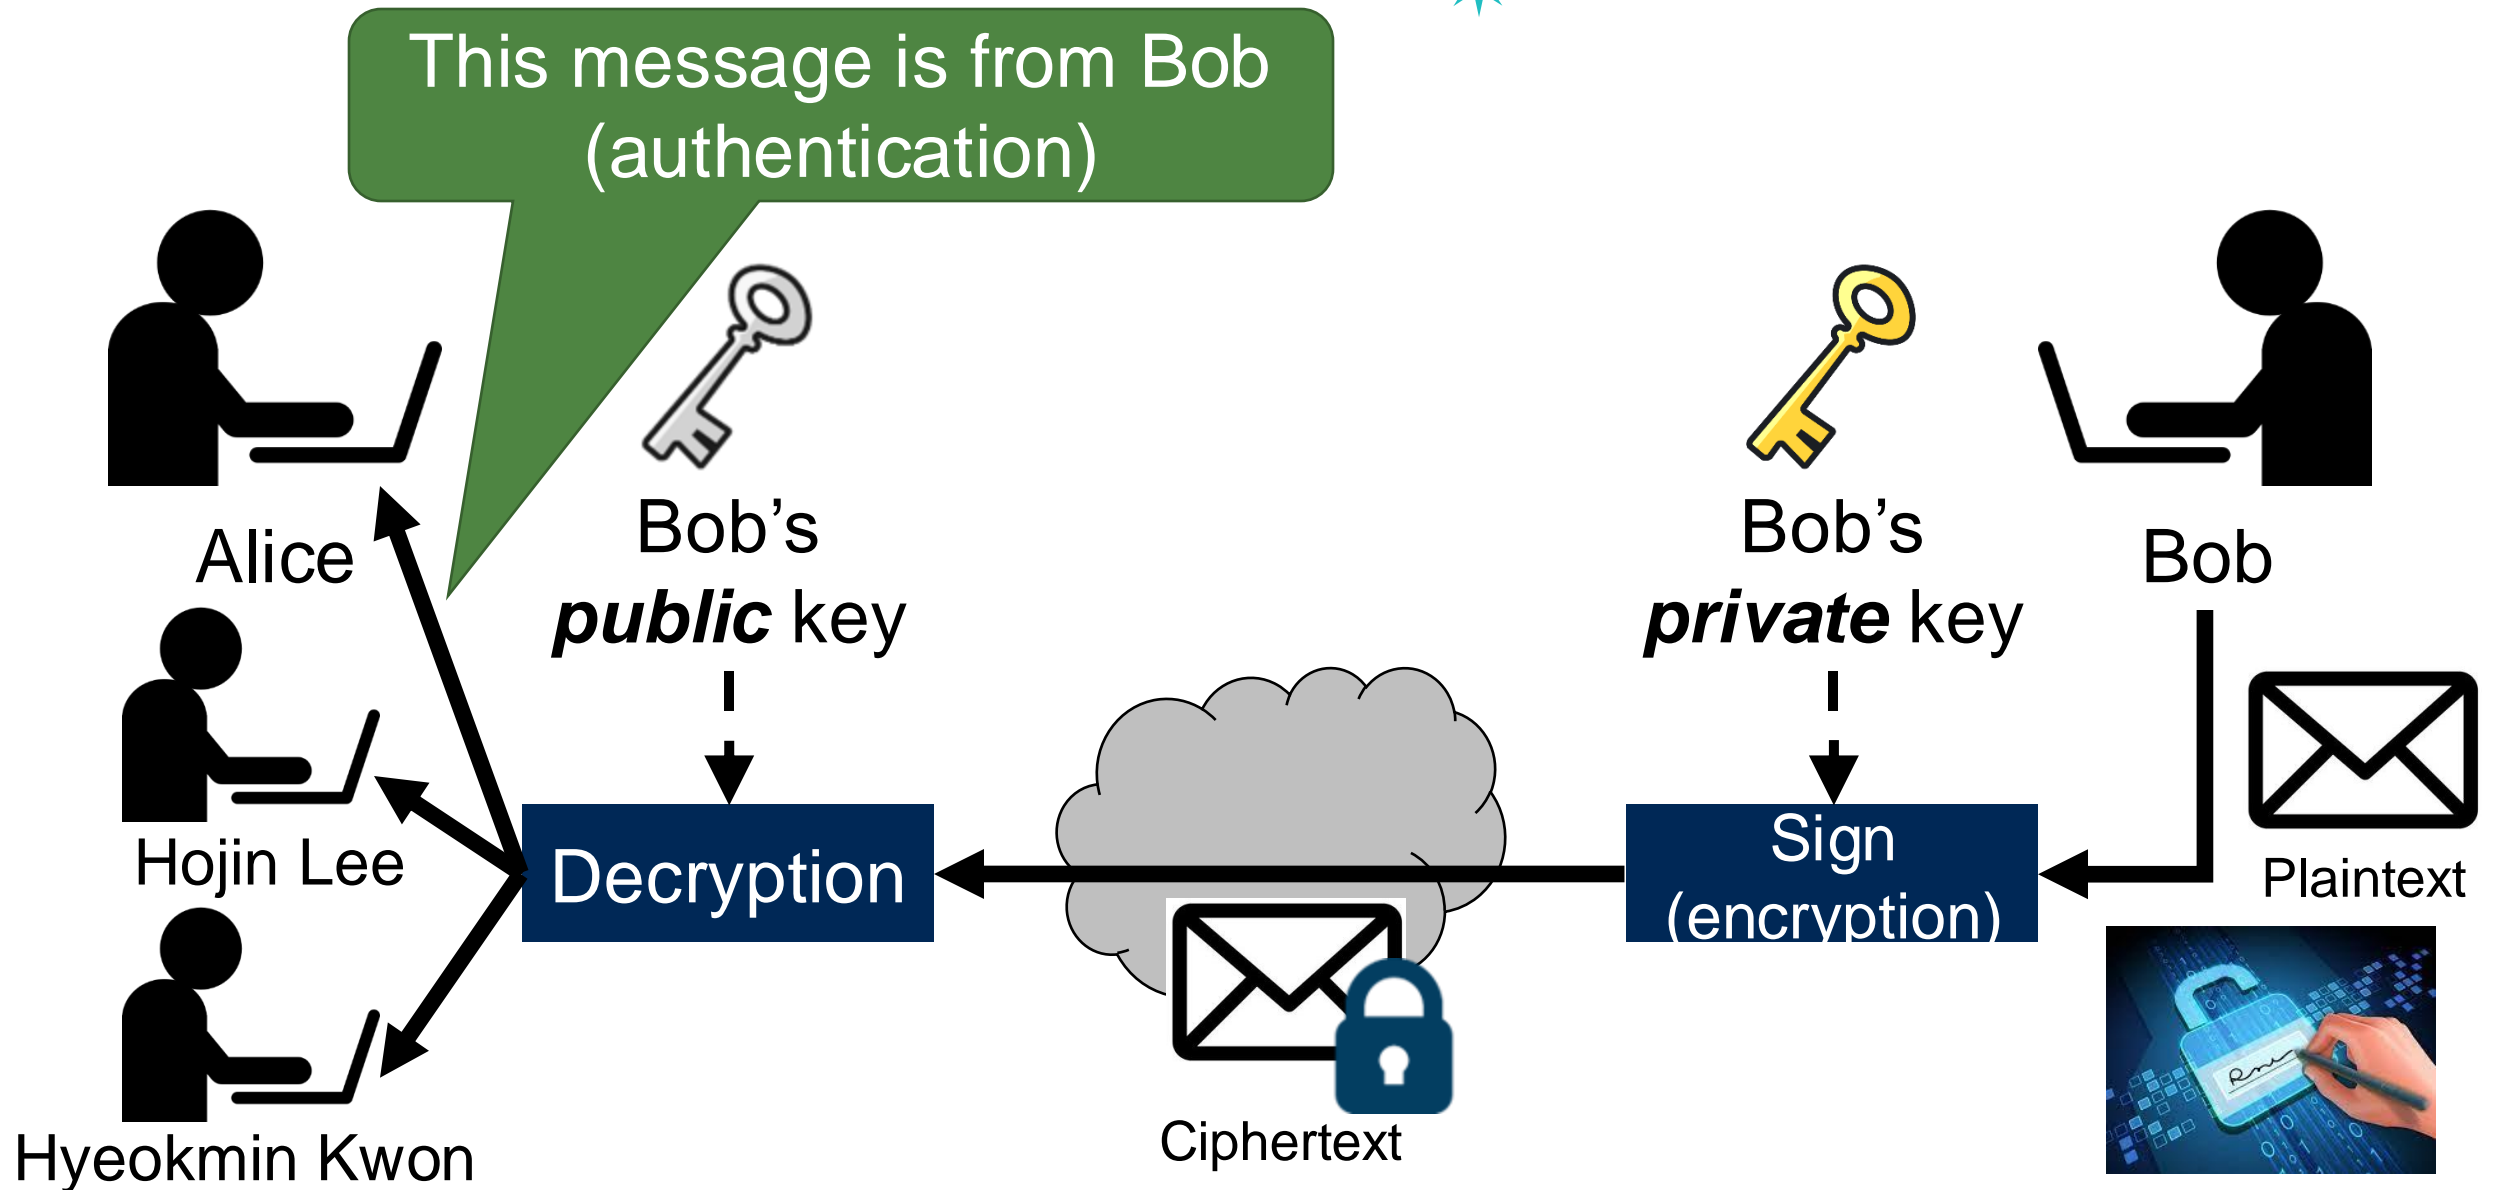 This message is from Bob
(authentication)
Alice
Bob’s
public key
Bob’s
private key
Bob
Hojin Lee
Decryption
Sign
(encryption)
Plaintext
Hyeokmin Kwon
Ciphertext